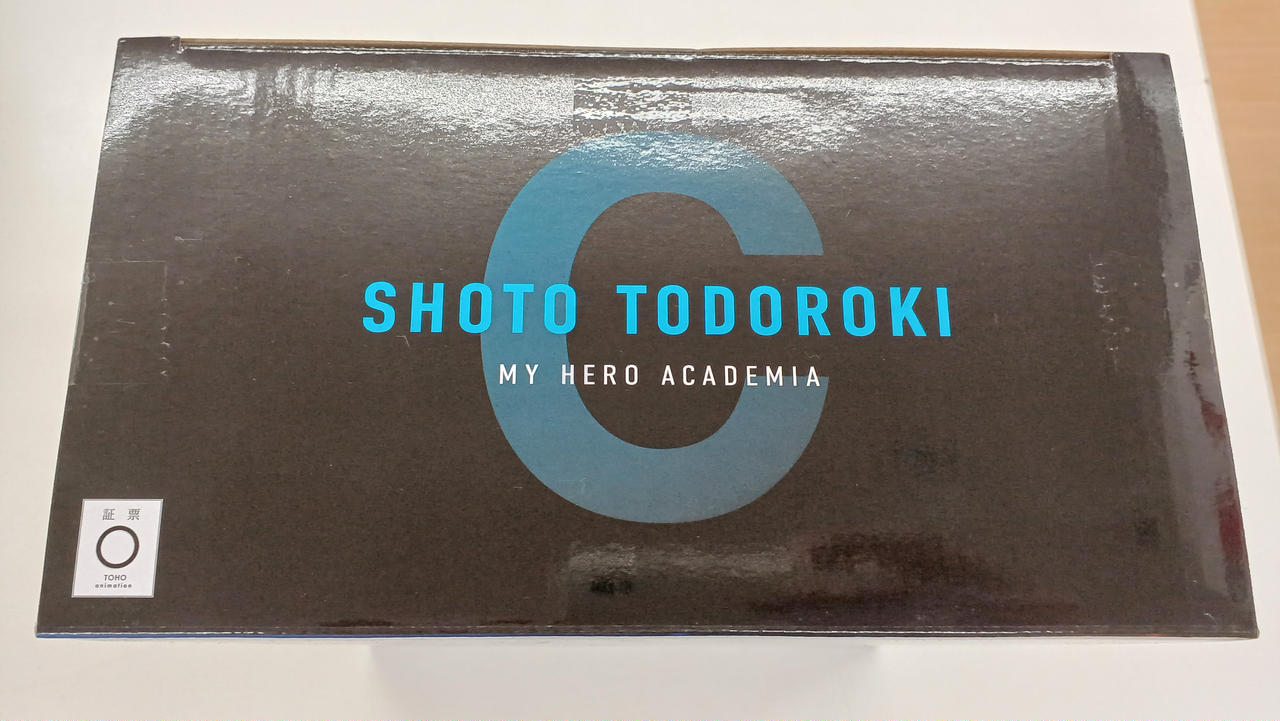 C
SHOTO TODOROKI
MY HERO ACADEMIA
証 票
TOHO
animation